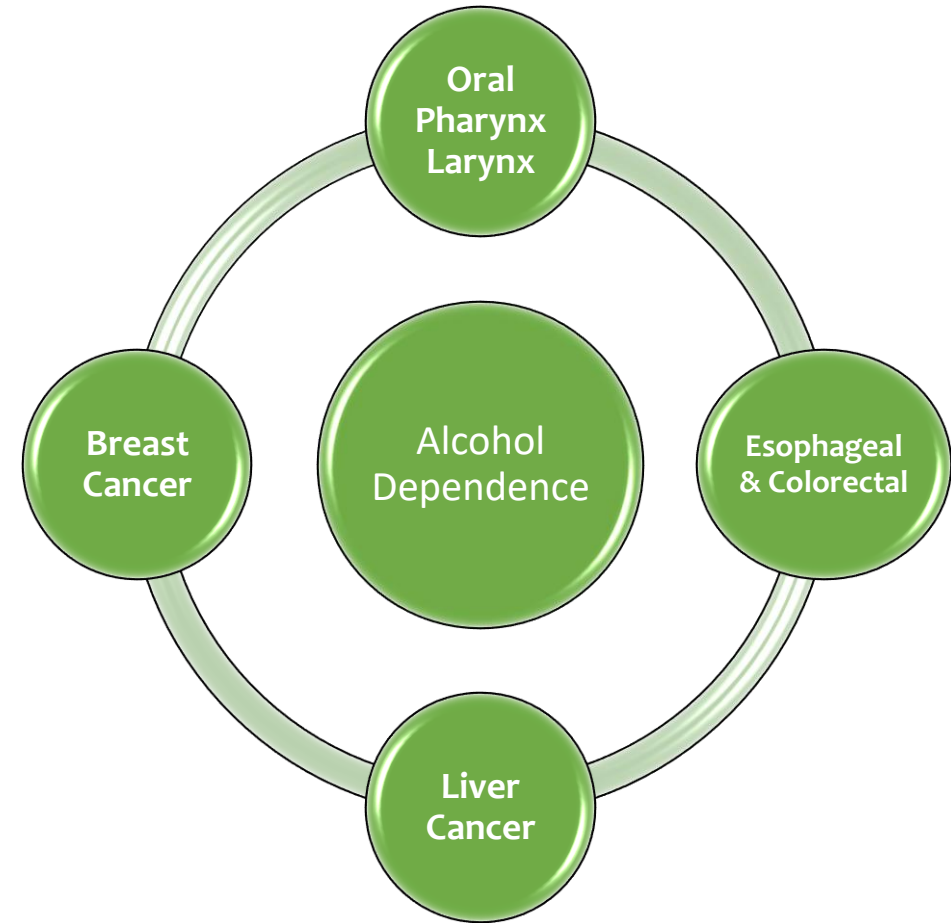 Oral
Pharynx
Larynx
Breast
Cancer
Alcohol
Dependence
Esophageal
& Colorectal
Liver
Cancer